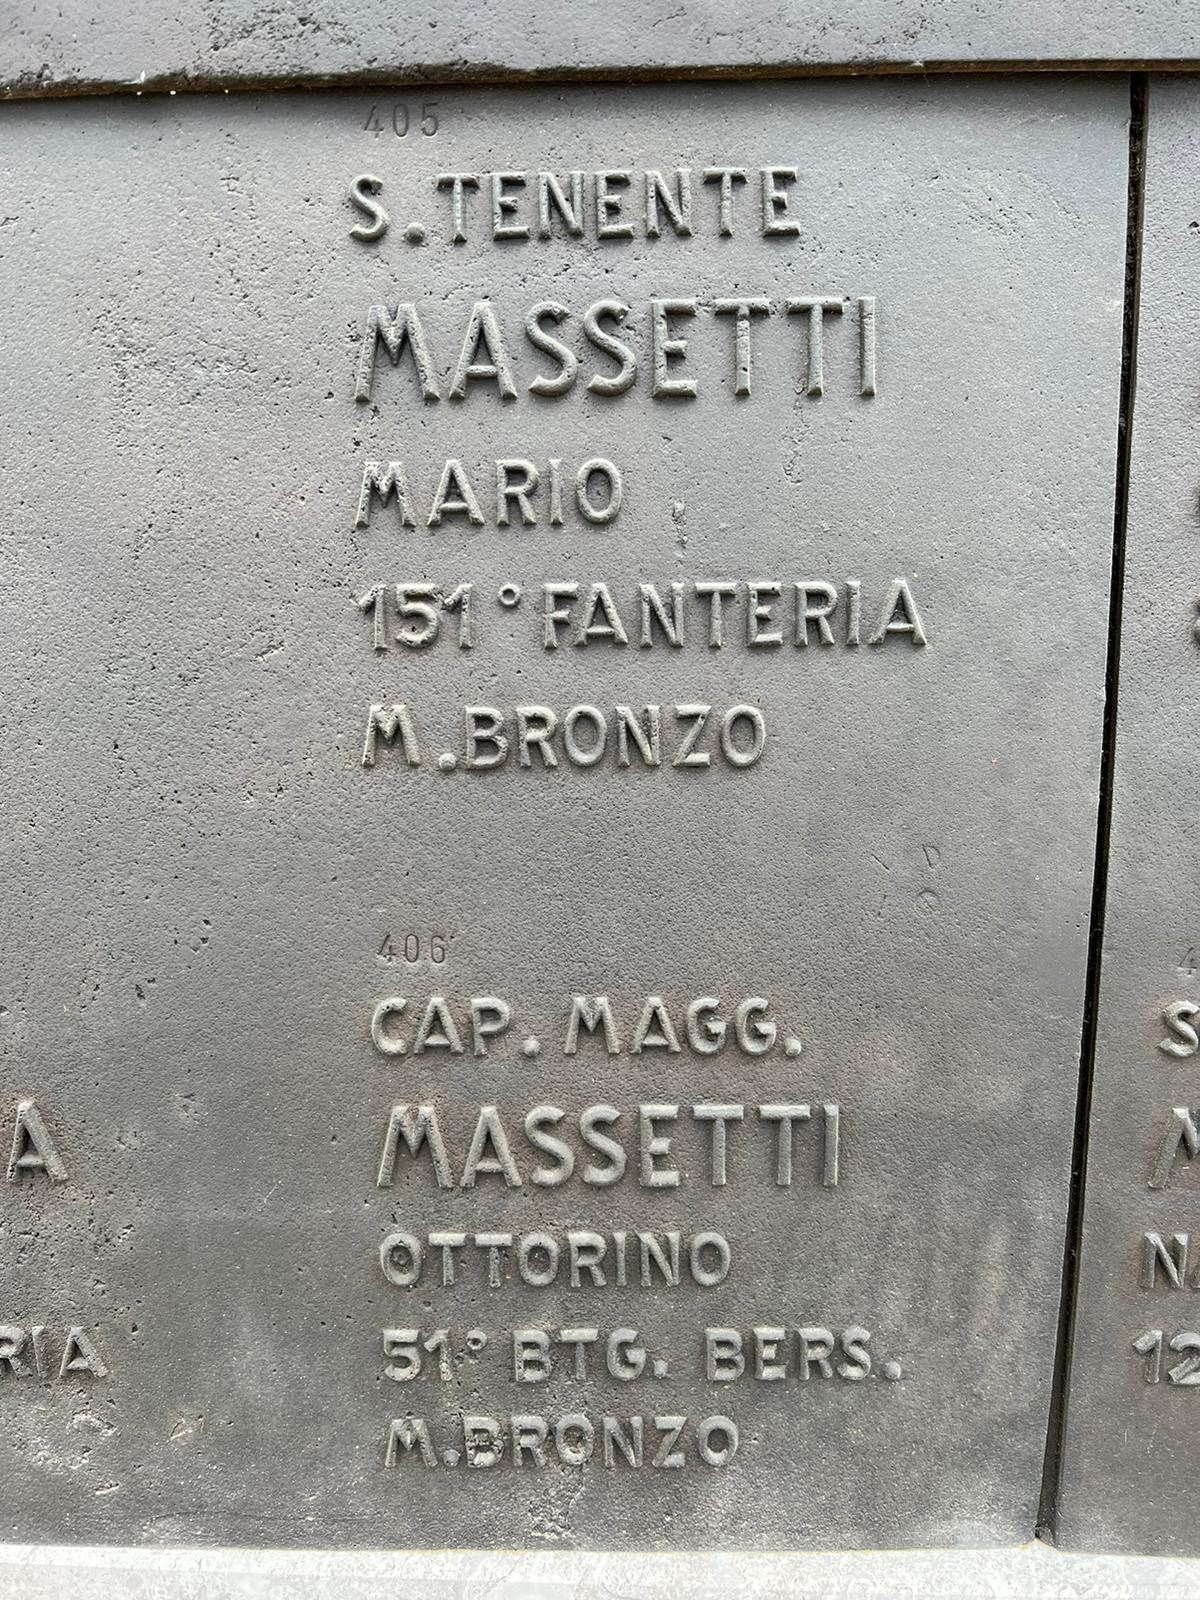 405
S. TENENTE
MASSETTI
MARIO
151° FANTERIA
M. BRONZO
406
CAP. MAGG.
MASSETTI
OTTORINO
51° BTG. BERS.
M. BRONZO